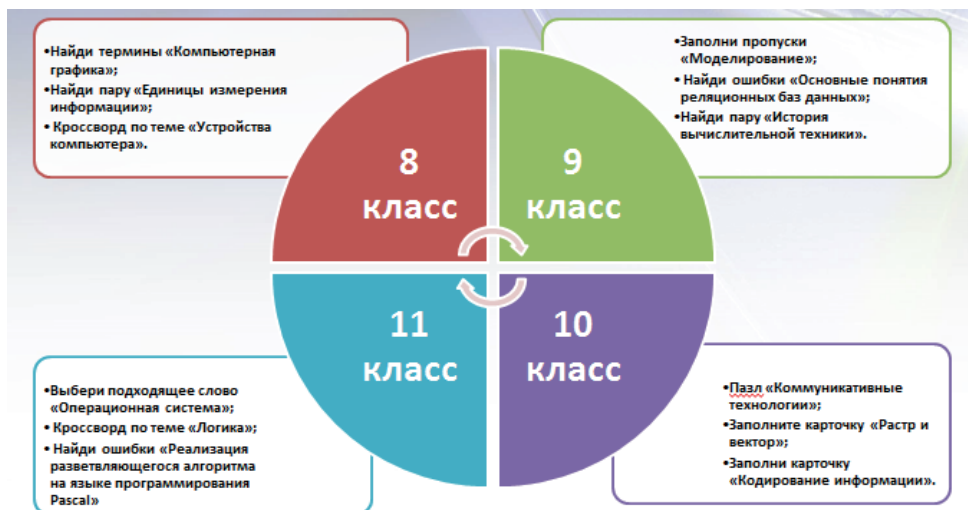 •Найди термины «Компьютерная
графика»;
•Найди пару «Единицы измерения
информации»;
• Кроссворд по теме «Устройства
компьютера».
8
класс
•Заполни пропуски
«Моделирование»;
• Найди ошибки «Основные понятия
реляционных баз данных»;
•Найди пару «История
вычислительной техники».
9
класс
11
класс
•Выбери подходящее слово
«Операционная система»;
• Кроссворд по теме «Логика»;
• Найди ошибки «Реализация
разветвляющегося алгоритма
на языке программирования
Pascal»
10
класс
•Пазл «Коммуникативные
технологии»;
•Заполните карточку «Растр и
вектор»;
•Заполни карточку
«Кодирование информации».